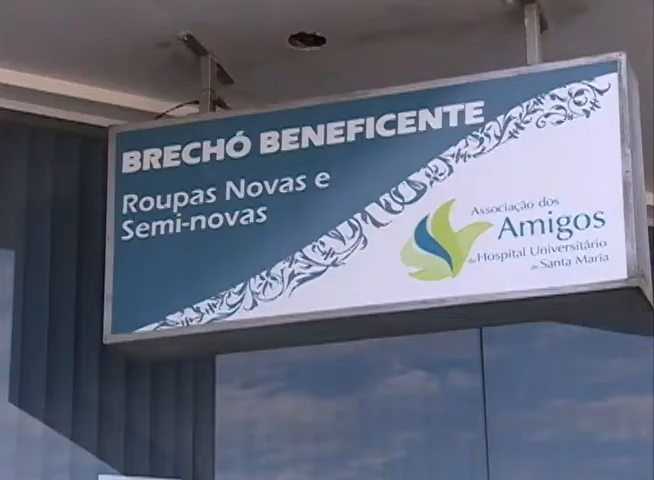 BRECHÓ BENEFICENTE
Roupas Novas e
Semi-novas
Associação dos
Amigos
do Hospital Universitário
de Santa Maria